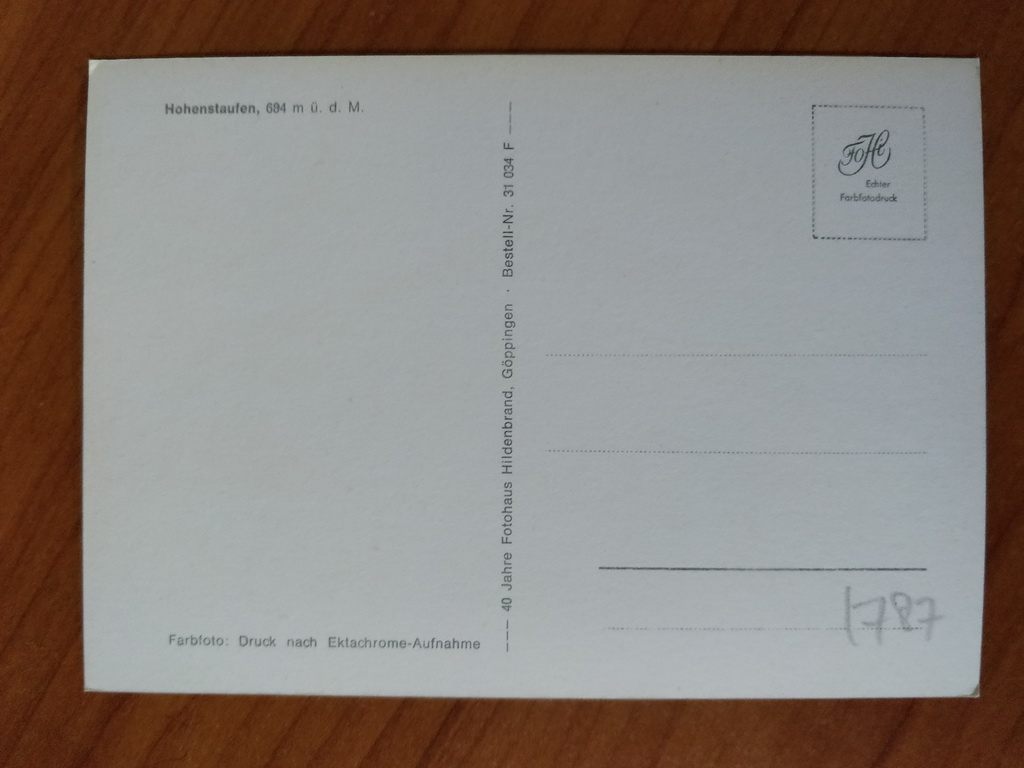 Hohenstaufen, 684 m ü. d. M.
Farbfoto: Druck nach Ektachrome-Aufnahme
40 Jahre Fotohaus Hildenbrand, Göppingen · Bestell-Nr. 31 034 F
FoHi
Echter
Farbfotodruck
1787